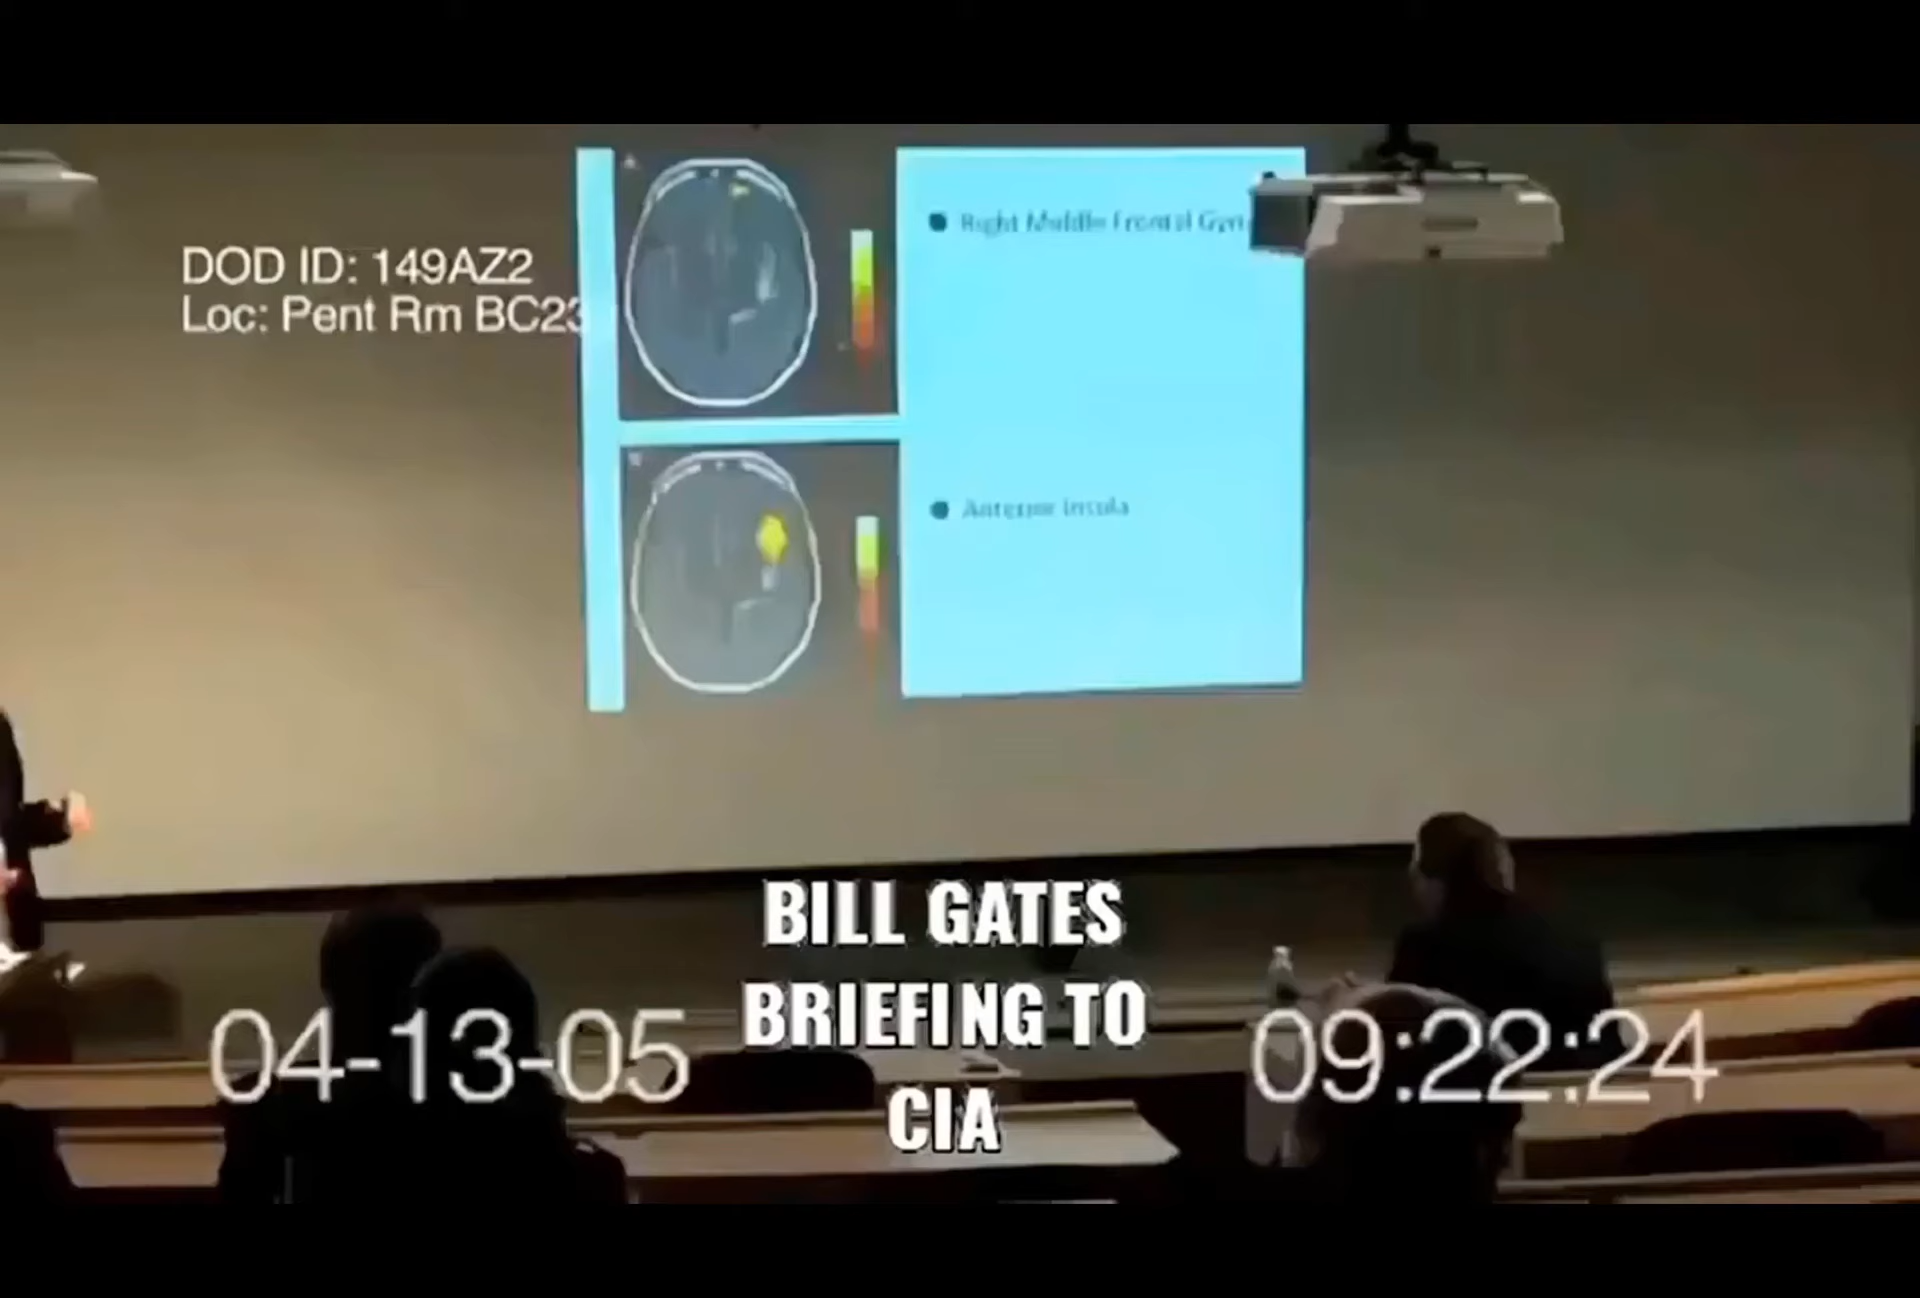 DOD ID: 149AZ2
Loc: Pent Rm BC23
Right Middle Frontal
Anterior Insula
BILL GATES
BRIEFING TO
CIA
04-13-05
09:22:24